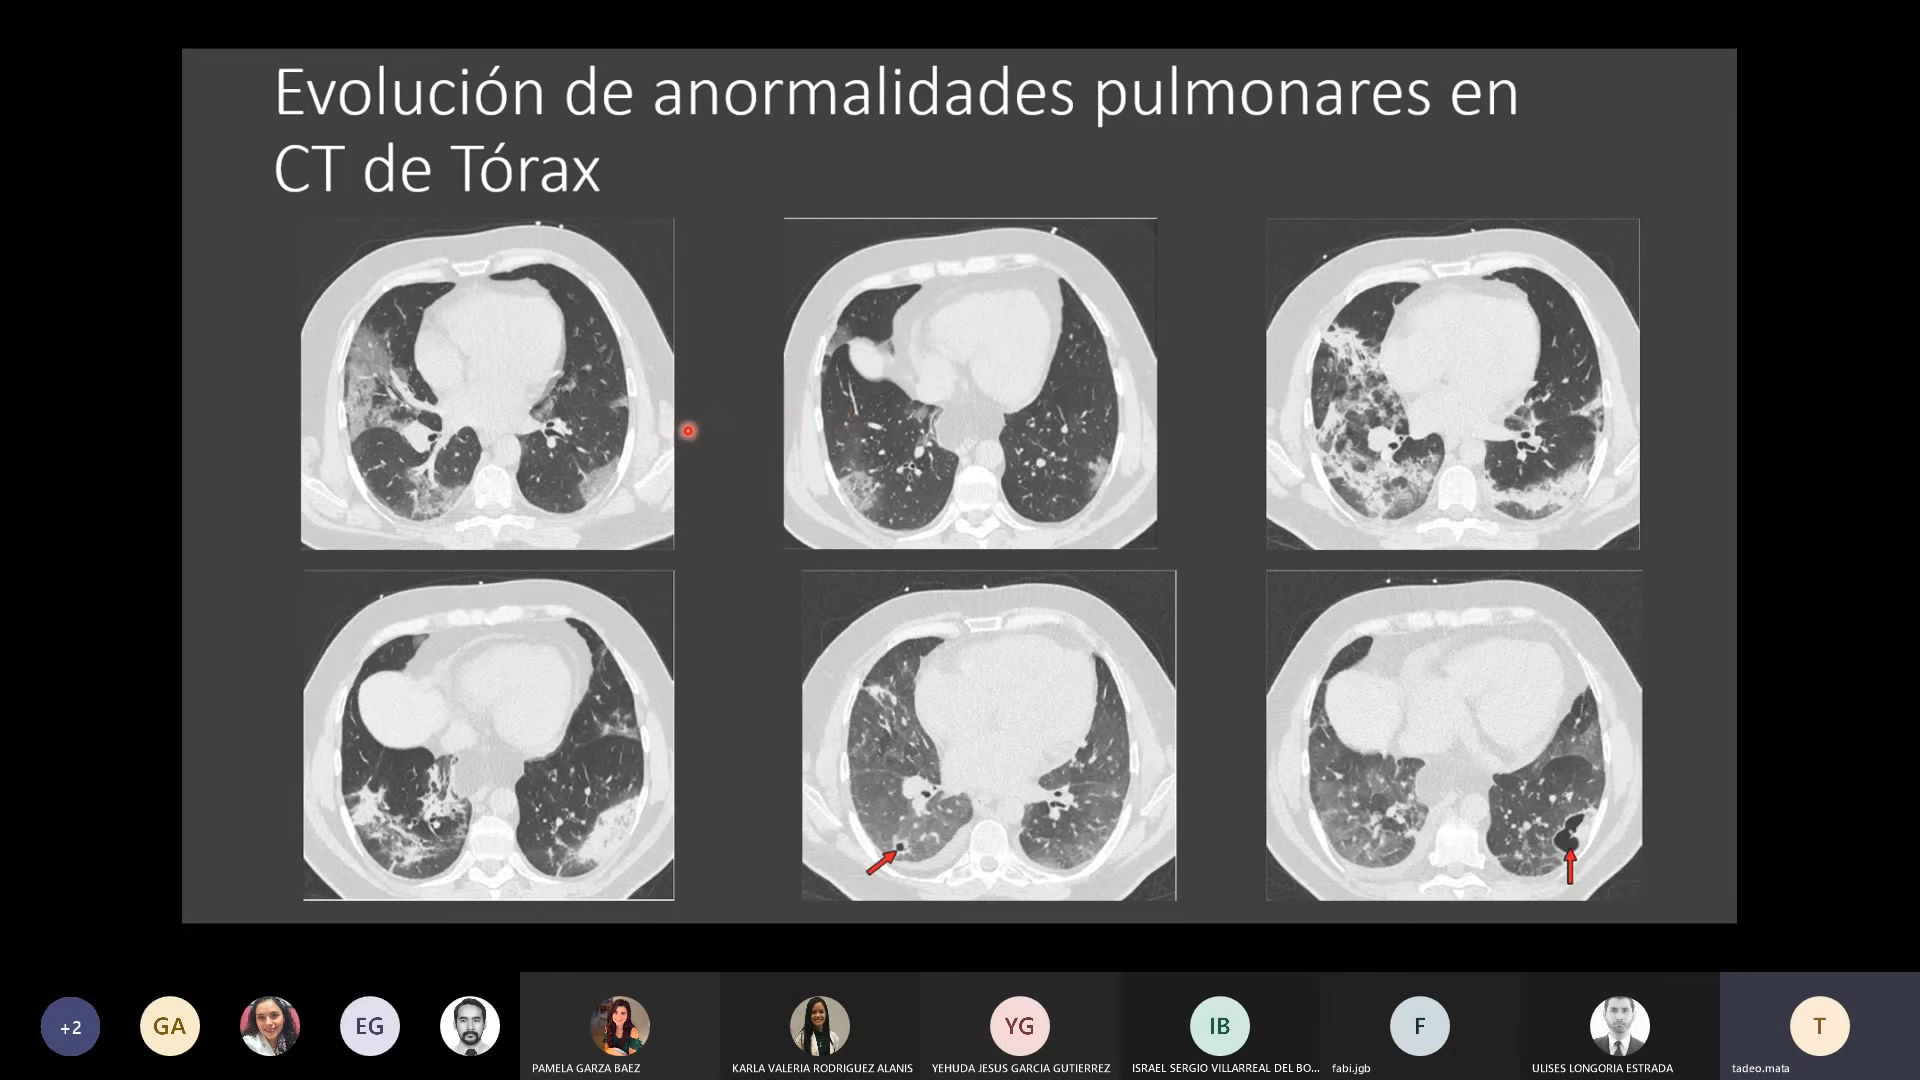 Evolución de anormalidades pulmonares en
CT de Tórax
+2
GA
EG
YG
IB
F
T
PAMELA GARZA BAEZ
KARLA VALERIA RODRIGUEZ ALANIS
YEHUDA JESUS GARCIA GUTIERREZ
ISRAEL SERGIO VILLARREAL DEL BO...
fabi.jgb
ULISES LONGORIA ESTRADA
tadeo.mata